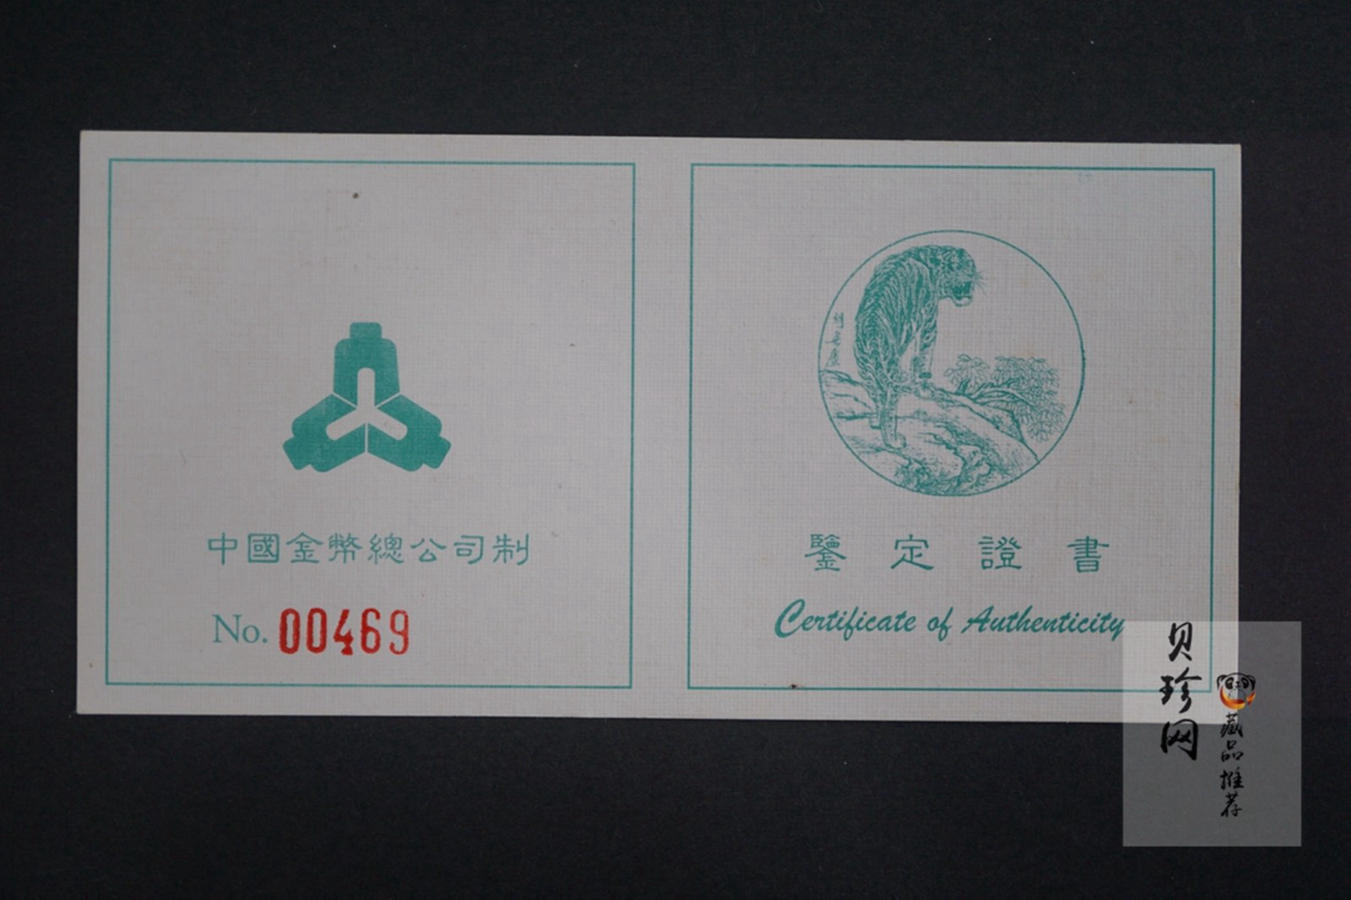 中國金幣總公司制
No. 00469
鑒定證書
Certificate of Authenticity
贝珍网
藏品推荐